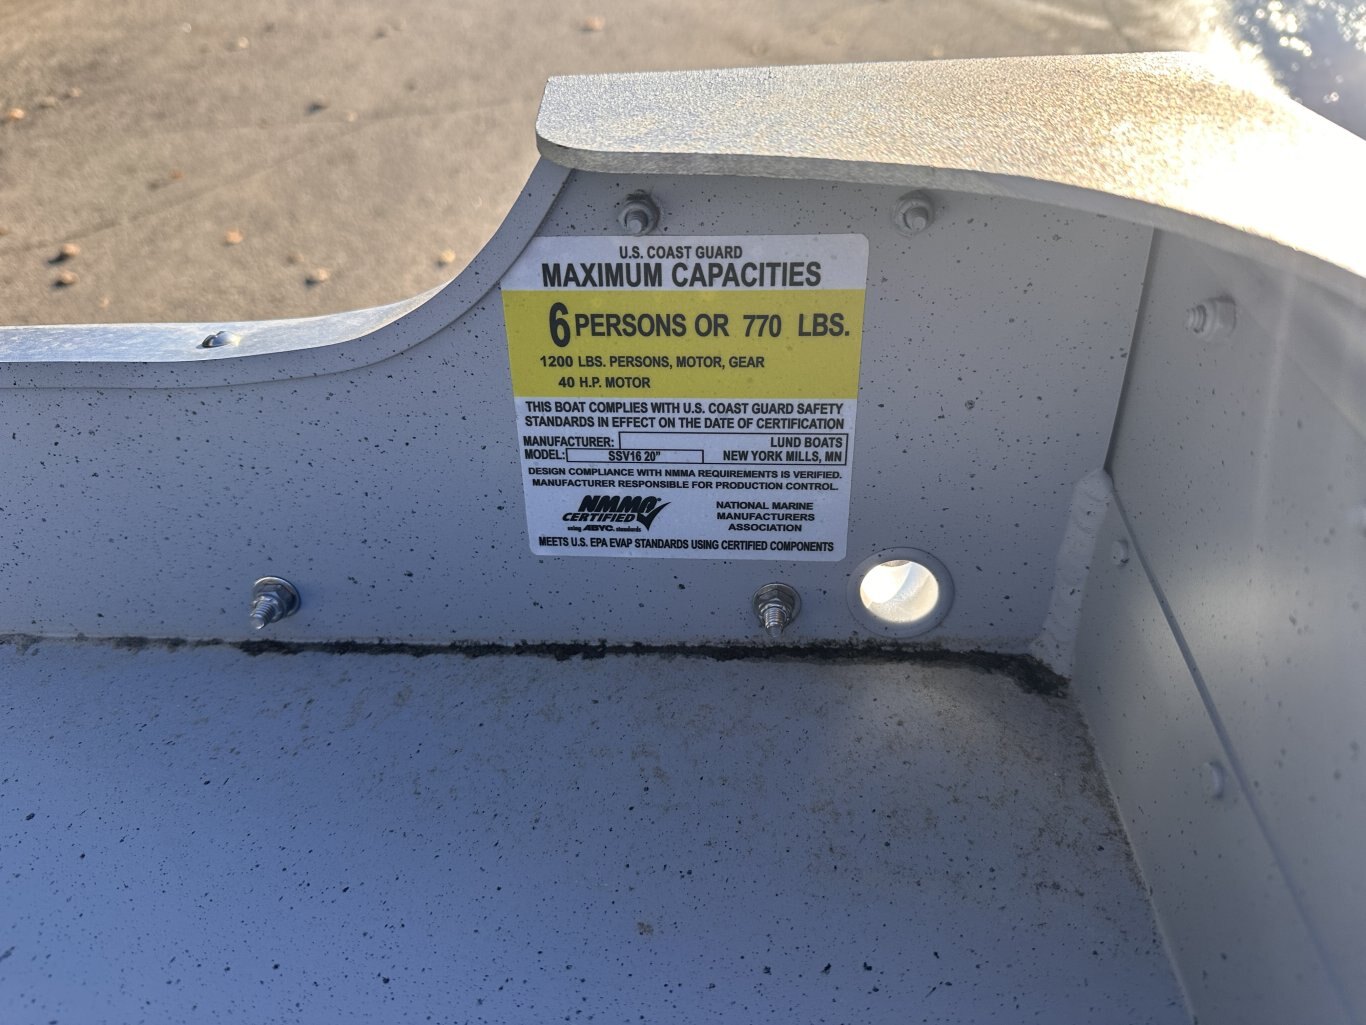 U.S. COAST GUARD
MAXIMUM CAPACITIES
6 PERSONS OR 770 LBS.
1200 LBS. PERSONS, MOTOR, GEAR
40 H.P. MOTOR
THIS BOAT COMPLIES WITH U.S. COAST GUARD SAFETY
STANDARDS IN EFFECT ON THE DATE OF CERTIFICATION
MANUFACTURER: LUND BOATS
MODEL: SSV16 20" NEW YORK MILLS, MN
DESIGN COMPLIANCE WITH NMMA REQUIREMENTS IS VERIFIED.
MANUFACTURER RESPONSIBLE FOR PRODUCTION CONTROL.
NMMA
CERTIFIED
using ABYC. standards
NATIONAL MARINE
MANUFACTURERS
ASSOCIATION
MEETS U.S. EPA EVAP STANDARDS USING CERTIFIED COMPONENTS